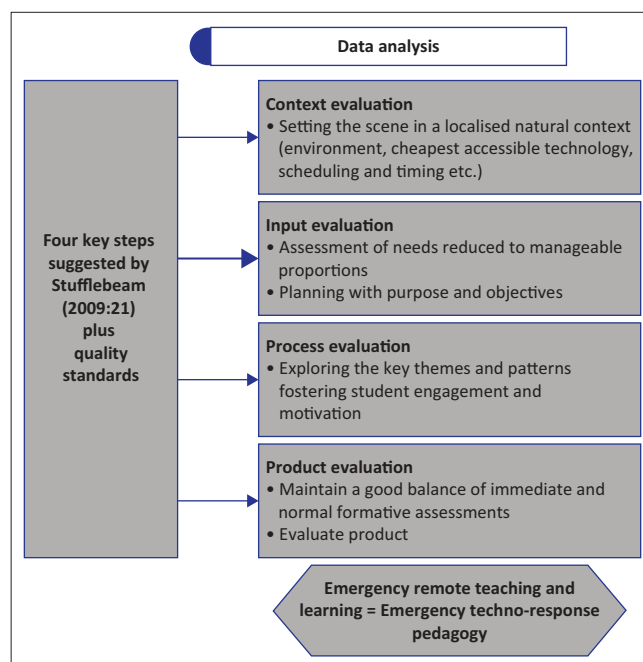 Data analysis
Four key steps
suggested by
Stufflebeam
(2009:21)
plus
quality
standards
Context evaluation
• Setting the scene in a localised natural context
(environment, cheapest accessible technology,
scheduling and timing etc.)
Input evaluation
• Assessment of needs reduced to manageable
proportions
• Planning with purpose and objectives
Process evaluation
• Exploring the key themes and patterns
fostering student engagement and
motivation
Product evaluation
• Maintain a good balance of immediate and
normal formative assessments
• Evaluate product
Emergency remote teaching and
learning = Emergency techno-response
pedagogy